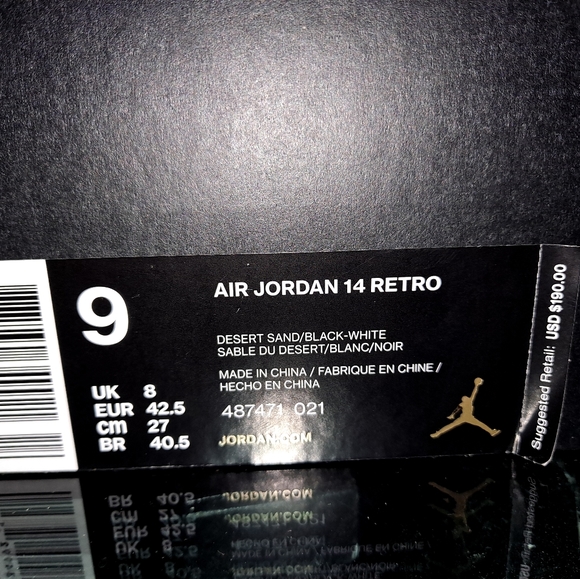 9
AIR JORDAN 14 RETRO
DESERT SAND/BLACK-WHITE
SABLE DU DESERT/BLANC/NOIR
MADE IN CHINA / FABRIQUE EN CHINE /
HECHO EN CHINA
UK 8
EUR 42.5
cm 27
BR 40.5
487471 021
JORDAN.COM
Suggested Retail: USD $190.00